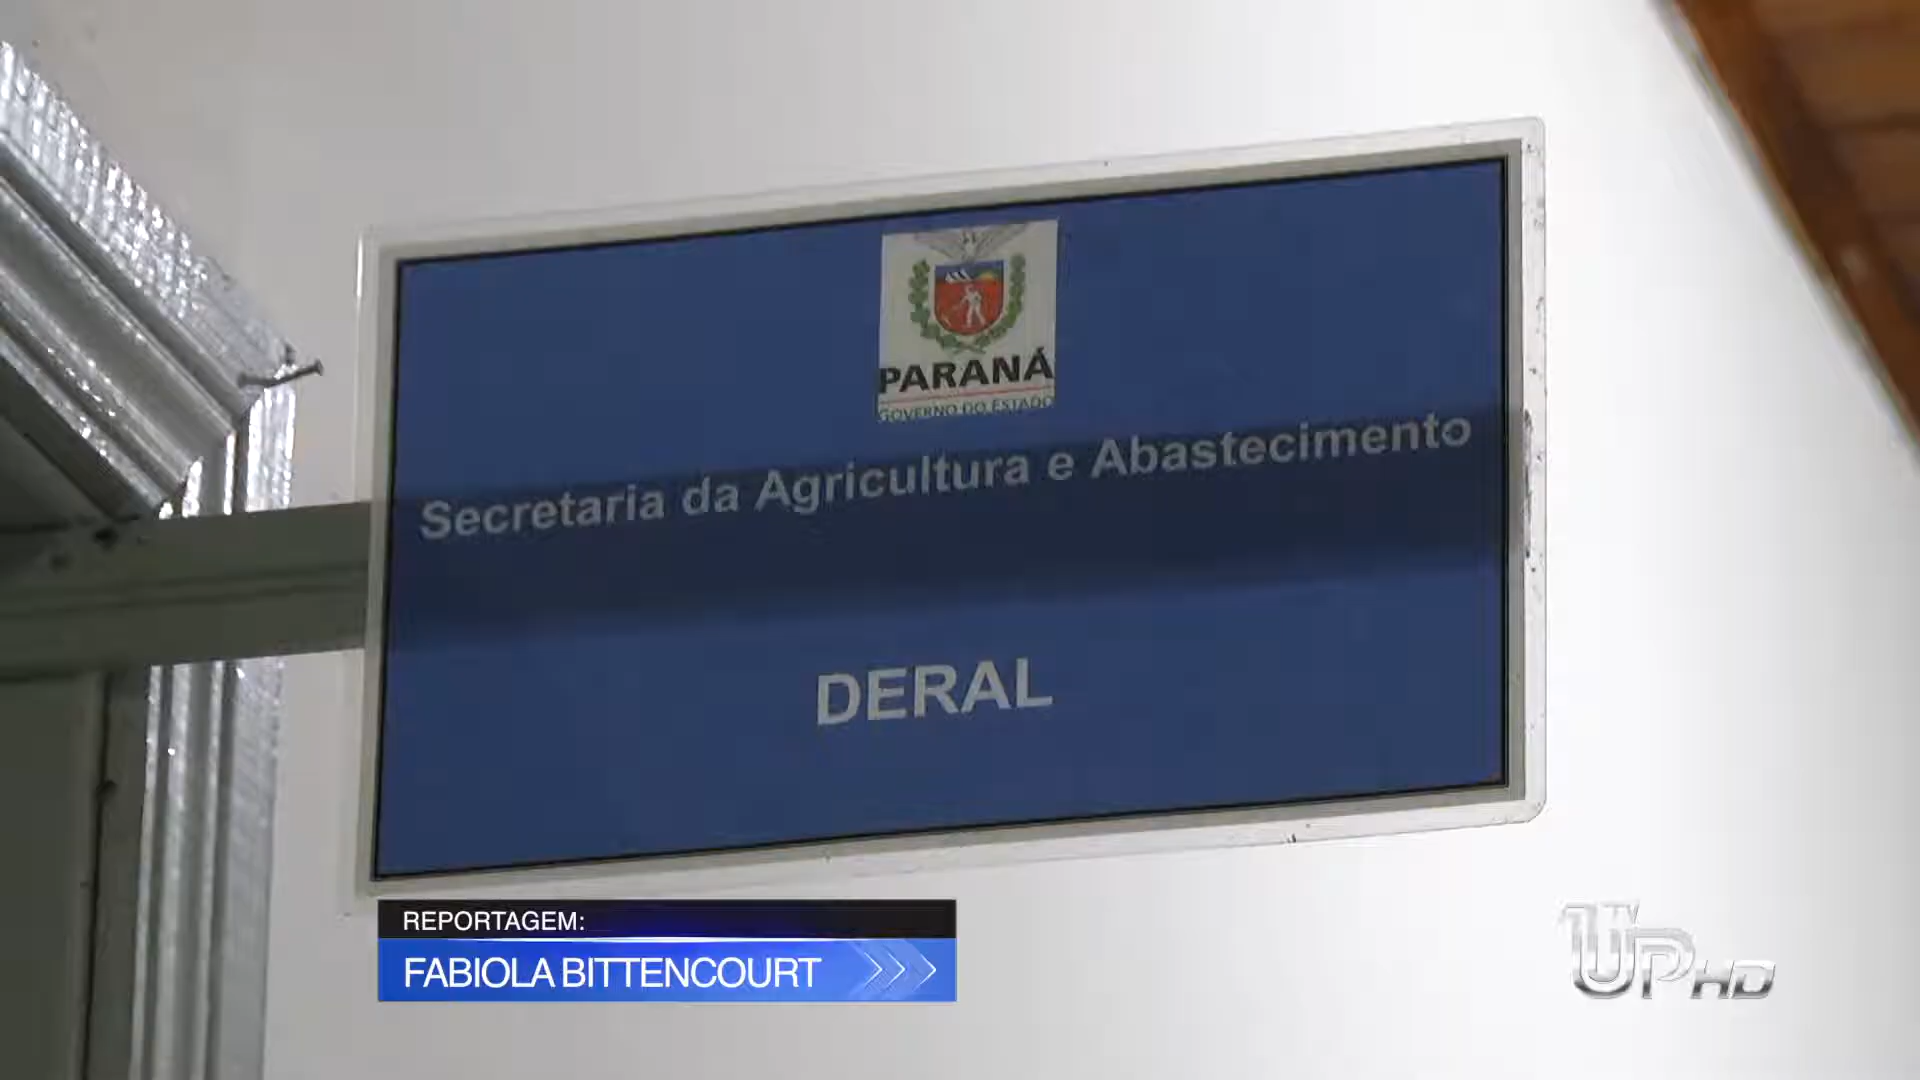 PARANÁ
GOVERNO DO ESTADO
Secretaria da Agricultura e Abastecimento
DERAL
REPORTAGEM:
FABIOLA BITTENCOURT
TV
UP HD